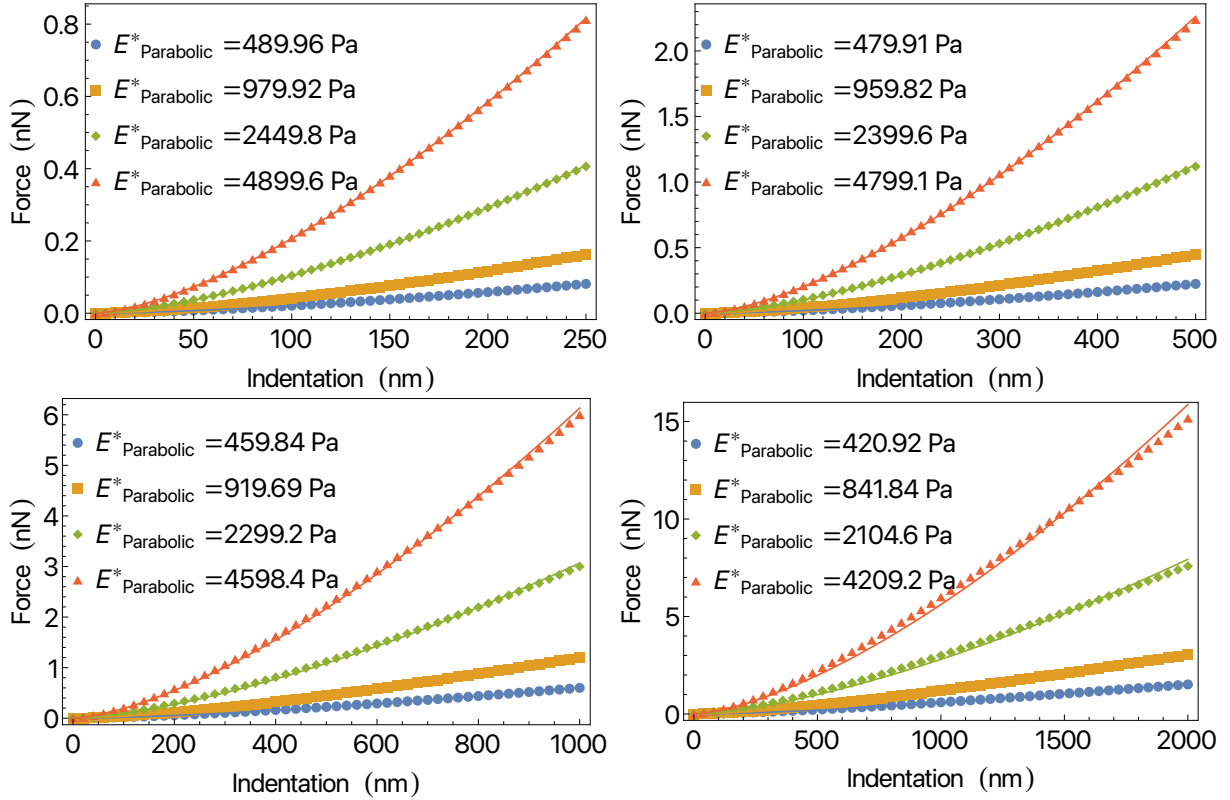 0.8
0.6
0.4
0.2
0.0
Force (nN)
E*Parabolic =489.96 Pa
E*Parabolic =979.92 Pa
E*Parabolic =2449.8 Pa
E*Parabolic =4899.6 Pa
0 50 100 150 200 250
Indentation (nm)
2.0
1.5
1.0
0.5
0.0
Force (nN)
E*Parabolic =479.91 Pa
E*Parabolic =959.82 Pa
E*Parabolic =2399.6 Pa
E*Parabolic =4799.1 Pa
0 100 200 300 400 500
Indentation (nm)
6
5
4
3
2
1
0
Force (nN)
E*Parabolic =459.84 Pa
E*Parabolic =919.69 Pa
E*Parabolic =2299.2 Pa
E*Parabolic =4598.4 Pa
0 200 400 600 800 1000
Indentation (nm)
15
10
5
0
Force (nN)
E*Parabolic =420.92 Pa
E*Parabolic =841.84 Pa
E*Parabolic =2104.6 Pa
E*Parabolic =4209.2 Pa
0 500 1000 1500 2000
Indentation (nm)